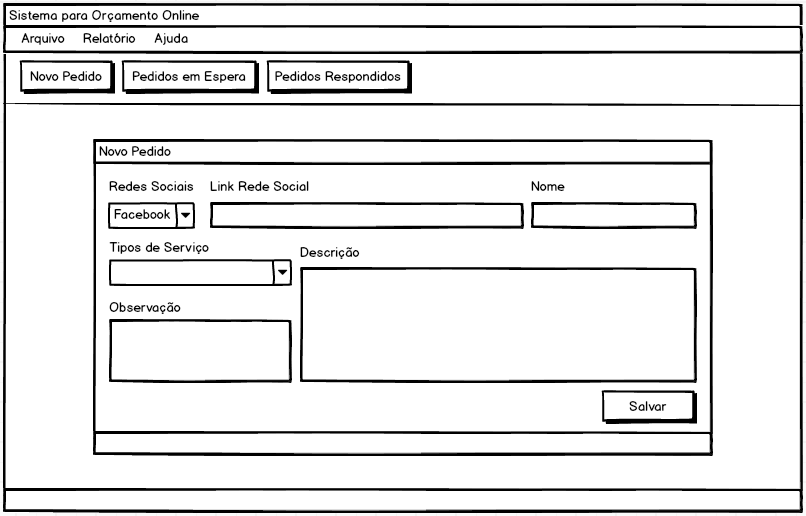 Sistema para Orçamento Online
Arquivo Relatório Ajuda
Novo Pedido Pedidos em Espera Pedidos Respondidos
Novo Pedido
Redes Sociais Link Rede Social Nome
Facebook
Tipos de Serviço
Descrição
Observação
Salvar